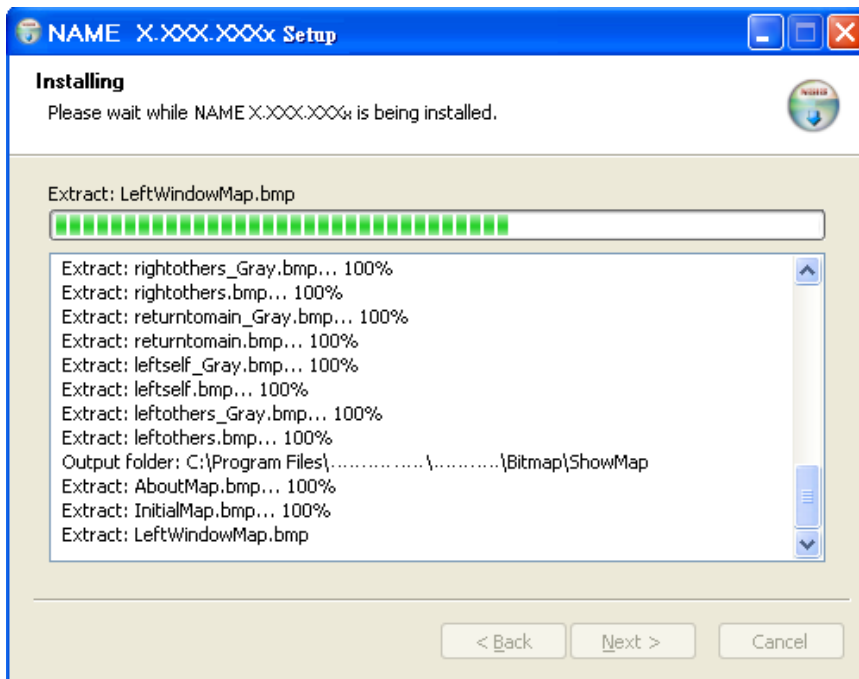 NAME X.XXX.XXXx Setup
Installing
Please wait while NAME X.XXX.XXXx is being installed.
Extract: LeftWindowMap.bmp
Extract: rightothers_Gray.bmp... 100%
Extract: rightothers.bmp... 100%
Extract: returntomain_Gray.bmp... 100%
Extract: returntomain.bmp... 100%
Extract: leftself_Gray.bmp... 100%
Extract: leftself.bmp... 100%
Extract: leftothers_Gray.bmp... 100%
Extract: leftothers.bmp... 100%
Output folder: C:\Program Files\...............\...........\Bitmap\ShowMap
Extract: AboutMap.bmp... 100%
Extract: InitialMap.bmp... 100%
Extract: LeftWindowMap.bmp
< Back
Next >
Cancel